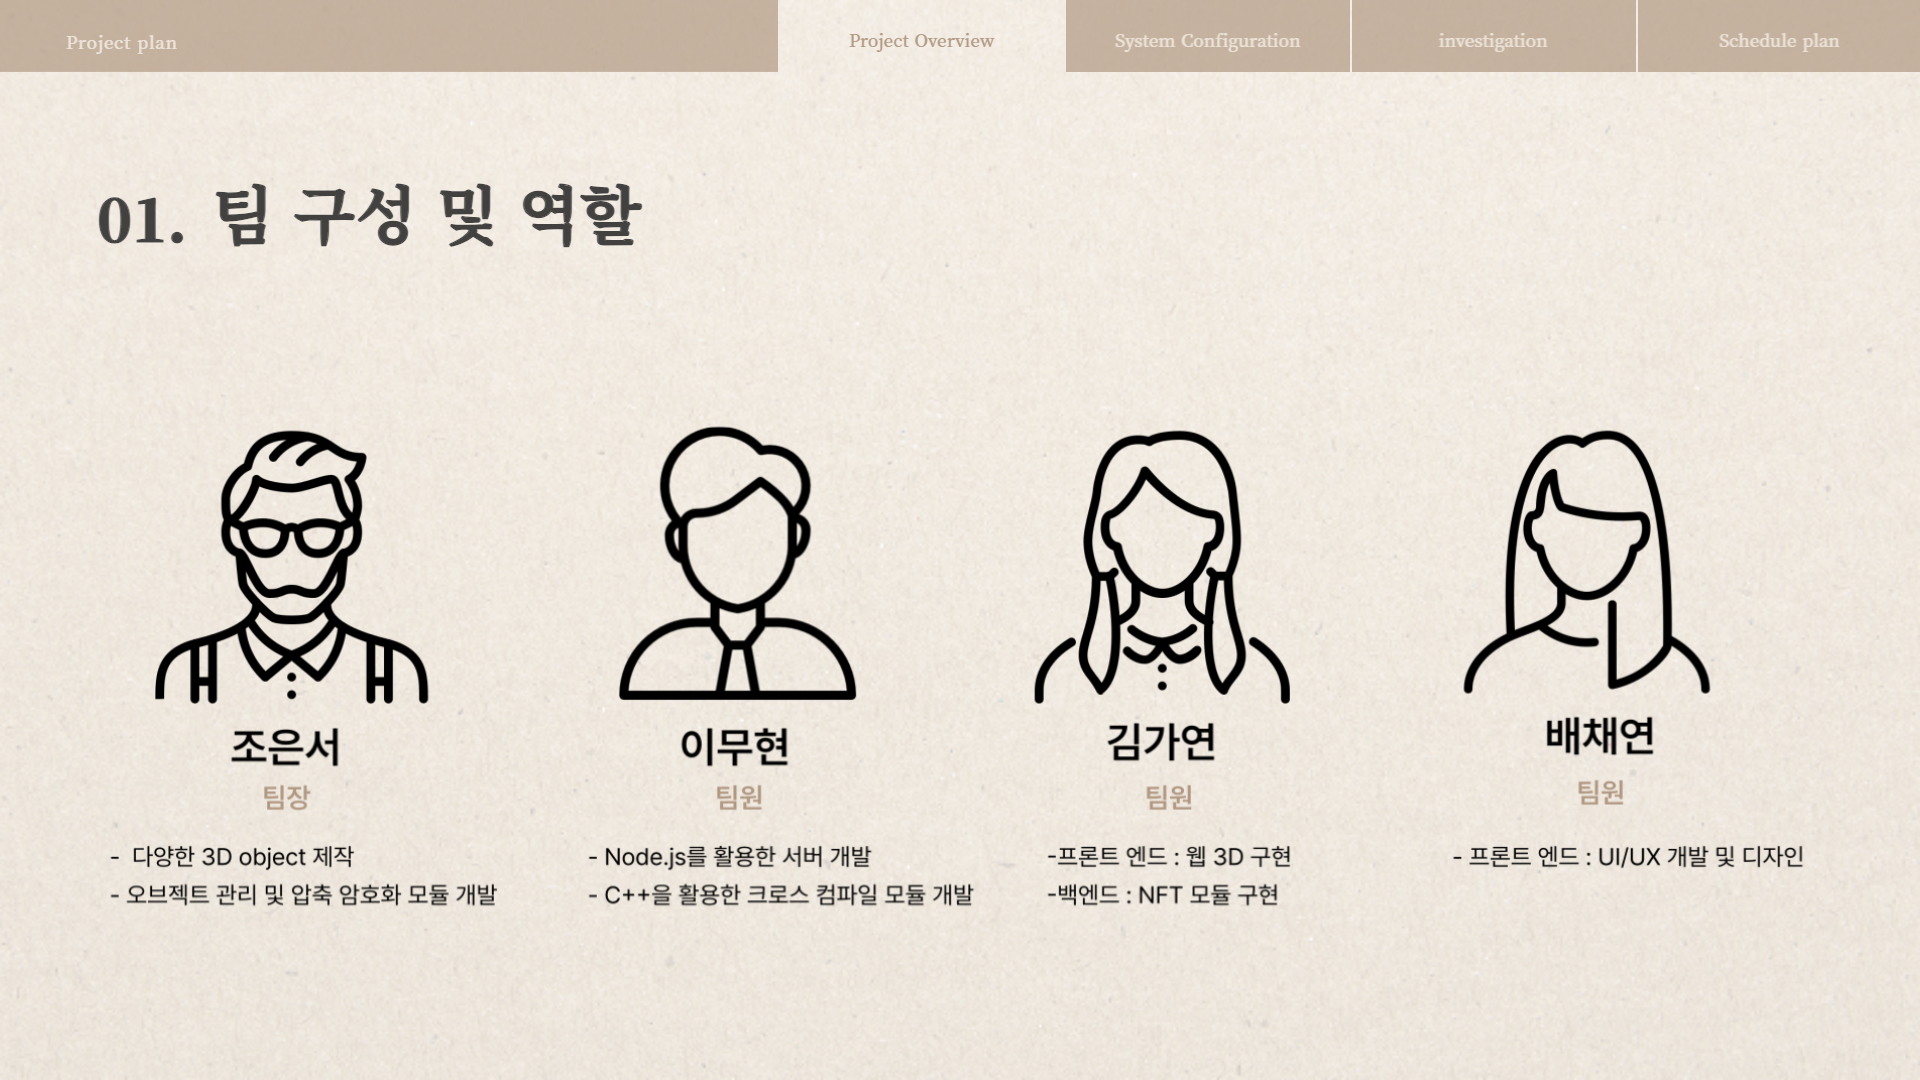 Project plan
Project Overview
System Configuration
investigation
Schedule plan
01. 팀 구성 및 역할
조은서
팀장
- 다양한 3D object 제작
- 오브젝트 관리 및 압축 암호화 모듈 개발
이무현
팀원
- Node.js를 활용한 서버 개발
- C++을 활용한 크로스 컴파일 모듈 개발
김가연
팀원
-프론트 엔드 : 웹 3D 구현
-백엔드 : NFT 모듈 구현
배채연
팀원
- 프론트 엔드 : UI/UX 개발 및 디자인